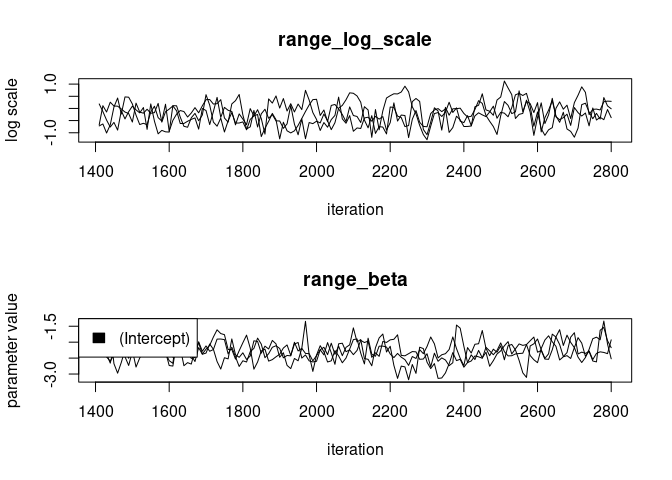 range_log_scale
log scale
1.0
-1.0
1400 1600 1800 2000 2200 2400 2600 2800
iteration
range_beta
parameter value
-1.5
-3.0
(Intercept)
1400 1600 1800 2000 2200 2400 2600 2800
iteration